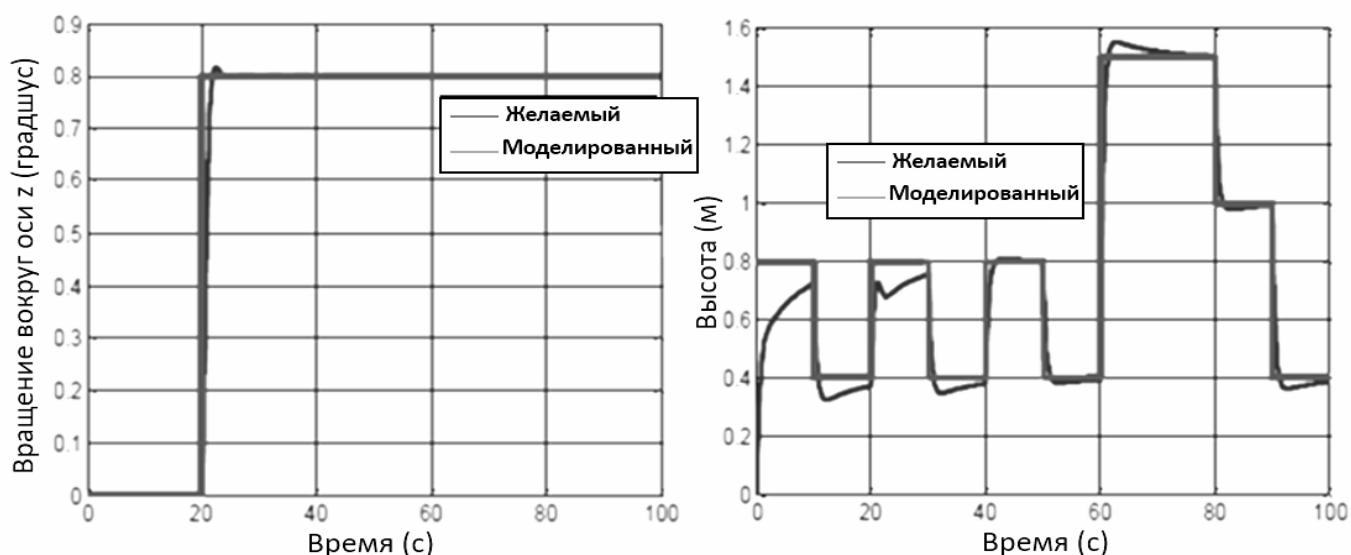 Вращение вокруг оси z (градшус)
0.9
0.8
0.7
0.6
0.5
0.4
0.3
0.2
0.1
0
0 20 40 60 80 100
Время (с)
Желаемый
Моделированный
Высота (м)
1.6
1.4
1.2
1
0.8
0.6
0.4
0.2
0
0 20 40 60 80 100
Время (с)
Желаемый
Моделированный